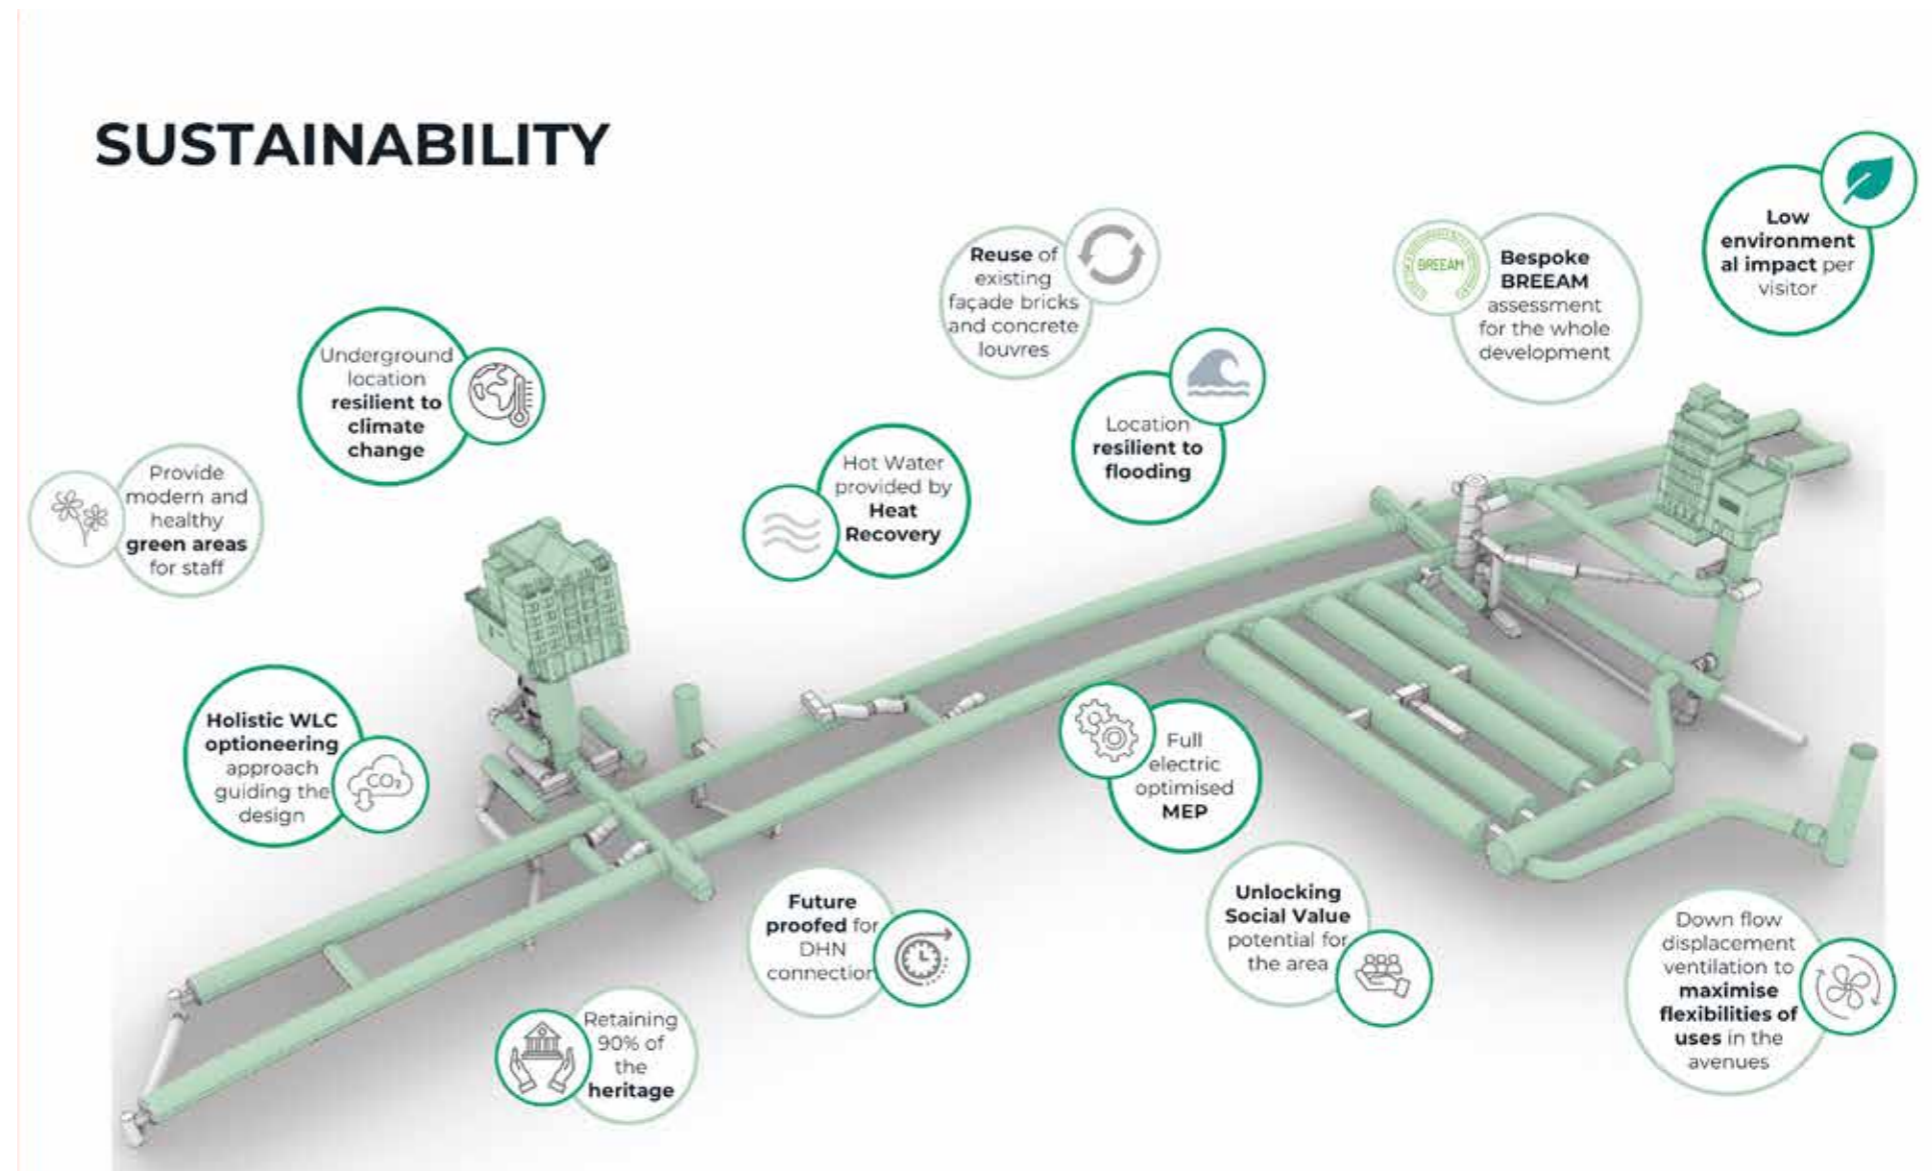 SUSTAINABILITY
Low
environment
al impact per
visitor
Reuse of
existing
façade bricks
and concrete
louvres
BREEAM
Bespoke
BREEAM
assessment
for the whole
development
Underground
location
resilient to
climate
change
Location
resilient to
flooding
Provide
modern and
healthy
green areas
for staff
Hot Water
provided by
Heat
Recovery
Holistic WLC
optioneering
approach
guiding the
design
CO₂
Full
electric
optimised
MEP
Future
proofed for
DHN
connection
Unlocking
Social Value
potential for
the area
Down flow
displacement
ventilation to
maximise
flexibilities of
uses in the
avenues
Retaining
90% of
the
heritage